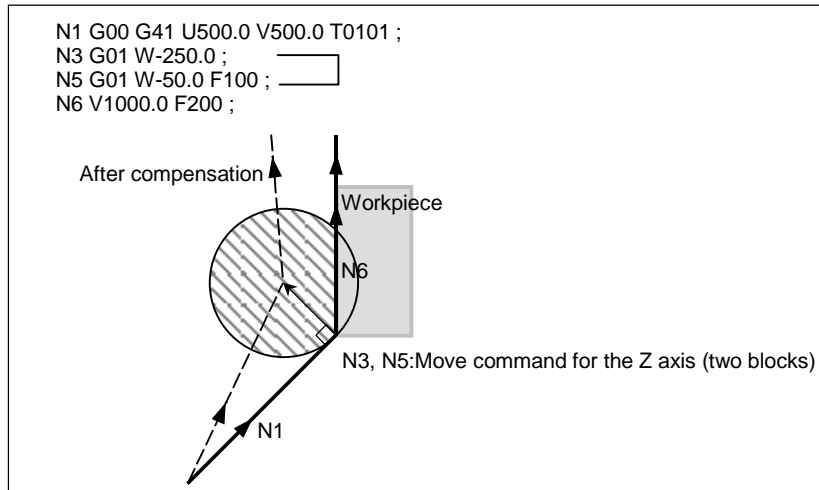 N1 G00 G41 U500.0 V500.0 T0101 ;
N3 G01 W-250.0 ;
N5 G01 W-50.0 F100 ;
N6 V1000.0 F200 ;
After compensation
Workpiece
N6
N3, N5:Move command for the Z axis (two blocks)
N1